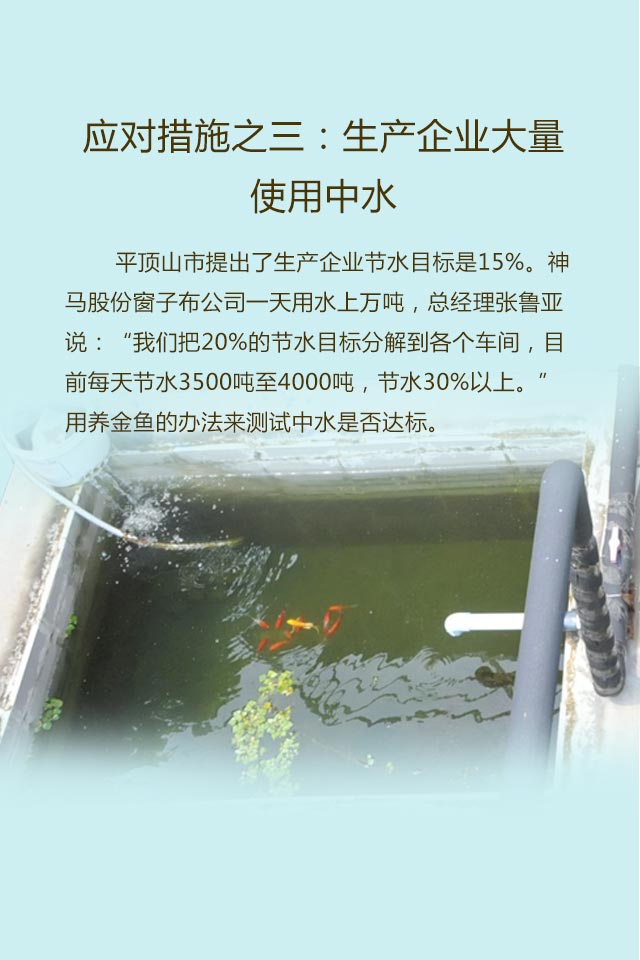 应对措施之三：生产企业大量
使用中水
平顶山市提出了生产企业节水目标是15%。神
马股份窗子布公司一天用水上万吨，总经理张鲁亚
说：“我们把20%的节水目标分解到各个车间，目
前每天节水3500吨至4000吨，节水30%以上。”
用养金鱼的办法来测试中水是否达标。